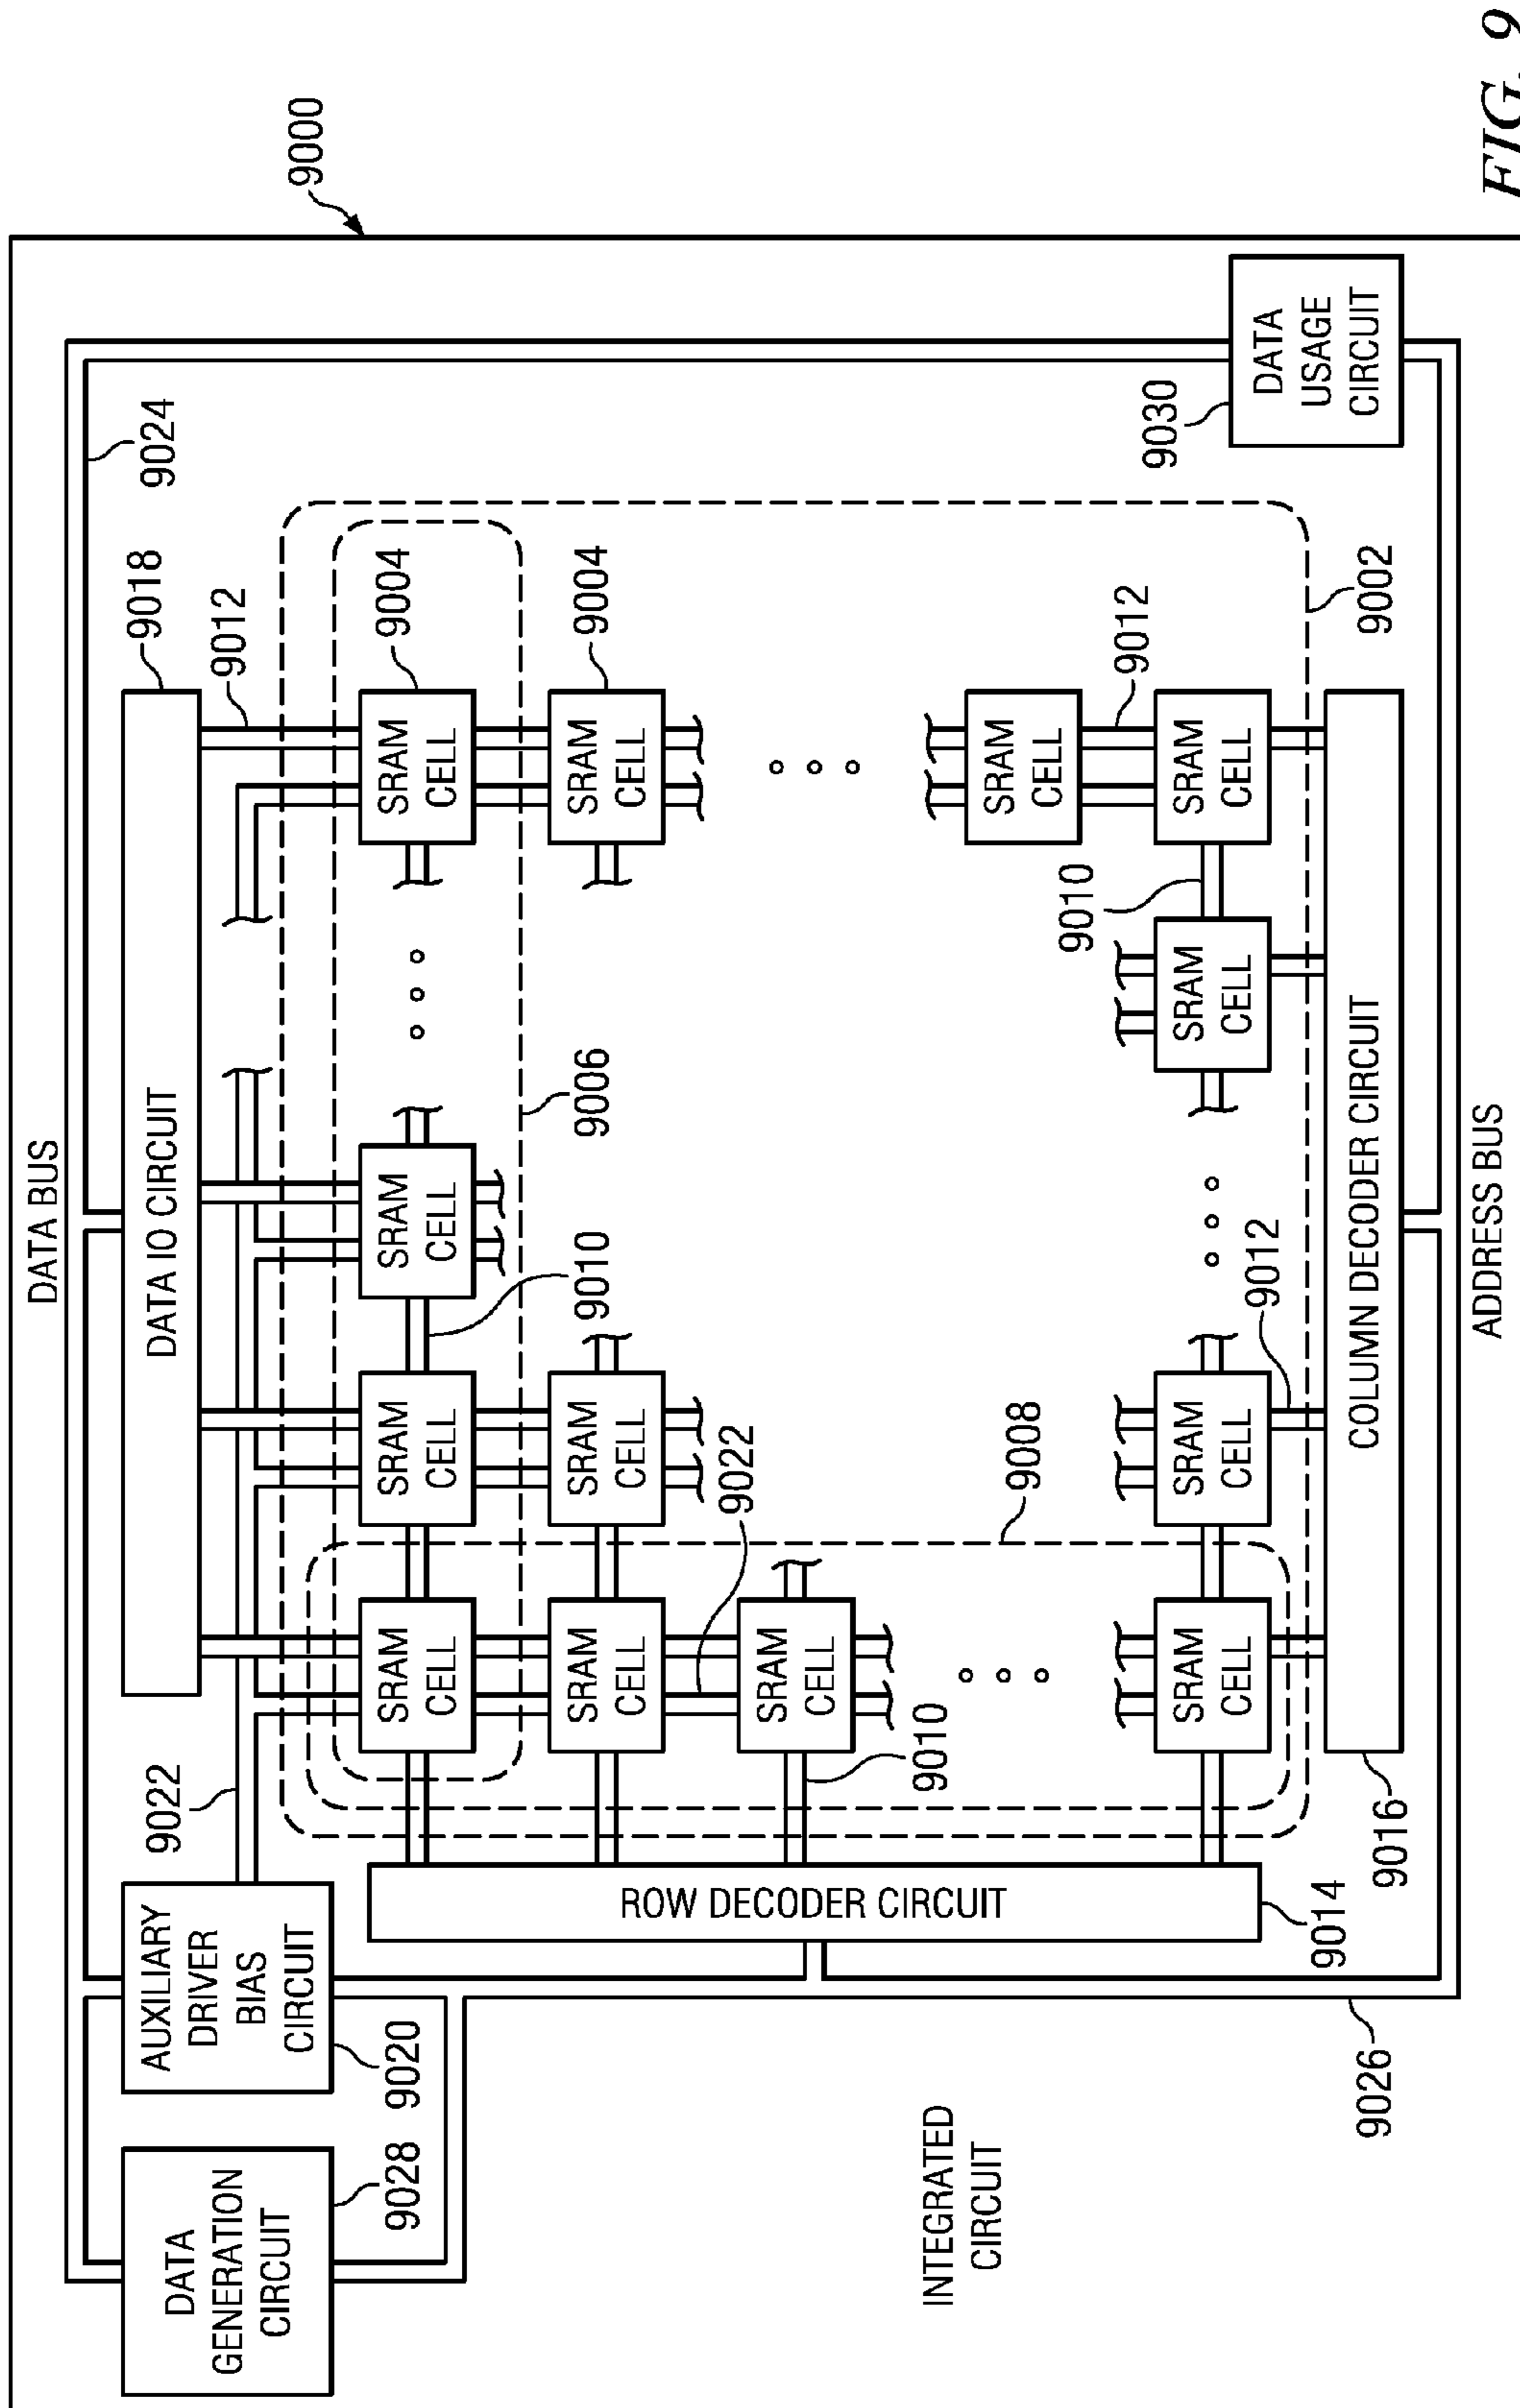 FIG. 9
9000
DATA BUS
9024
9018
DATA IO CIRCUIT
9012
9022
DATA
GENERATION
CIRCUIT
9028
AUXILIARY
DRIVER
BIAS
CIRCUIT
9020
SRAM
CELL
SRAM
CELL
SRAM
CELL
SRAM
CELL
9004
9010
9006
SRAM
CELL
SRAM
CELL
SRAM
CELL
9004
9022
SRAM
CELL
9010
9008
SRAM
CELL
ROW DECODER CIRCUIT
9014
9010
9012
SRAM
CELL
SRAM
CELL
SRAM
CELL
SRAM
CELL
9012
9002
COLUMN DECODER CIRCUIT
9016
9030
DATA
USAGE
CIRCUIT
INTEGRATED
CIRCUIT
9026
ADDRESS BUS